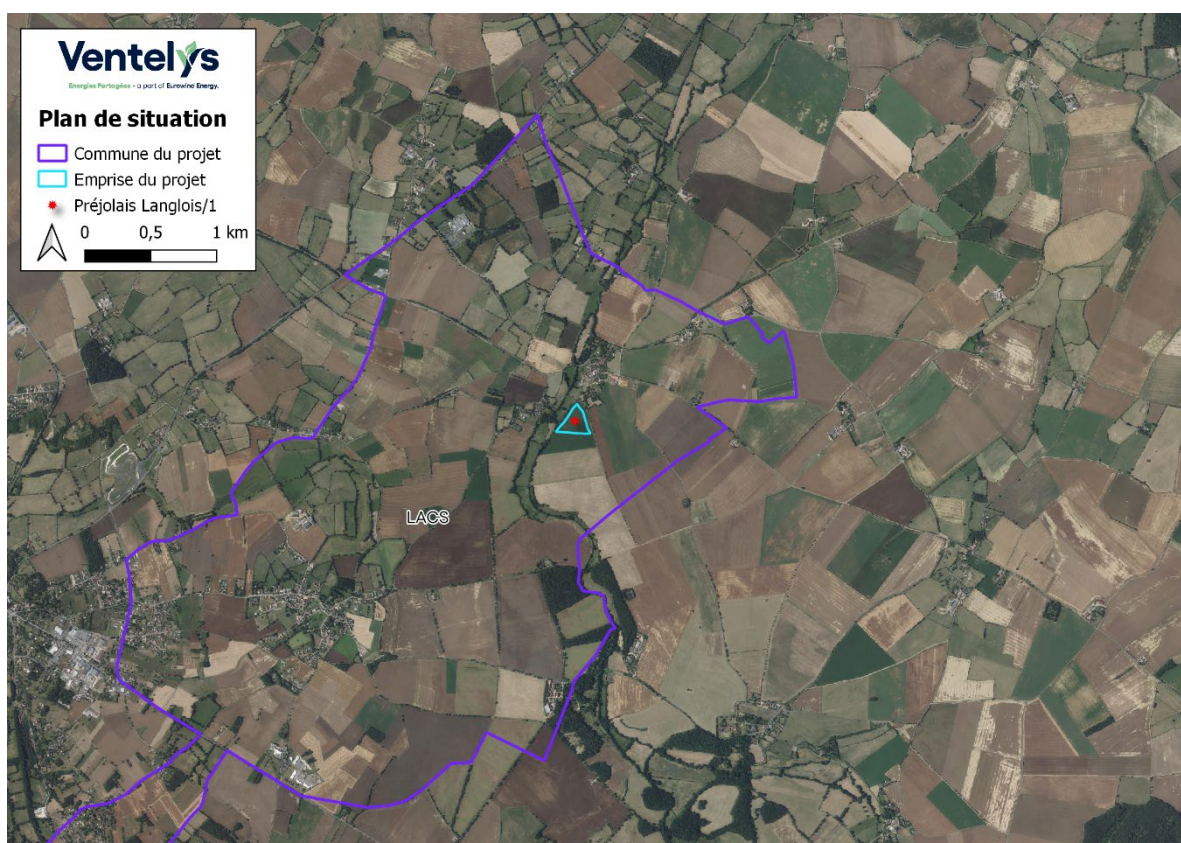 Ventelys
Energies Partagées - a part of Eurowind Energy.
Plan de situation
Commune du projet
Emprise du projet
Préjolais Langlois/1
0 0,5 1 km
LACS